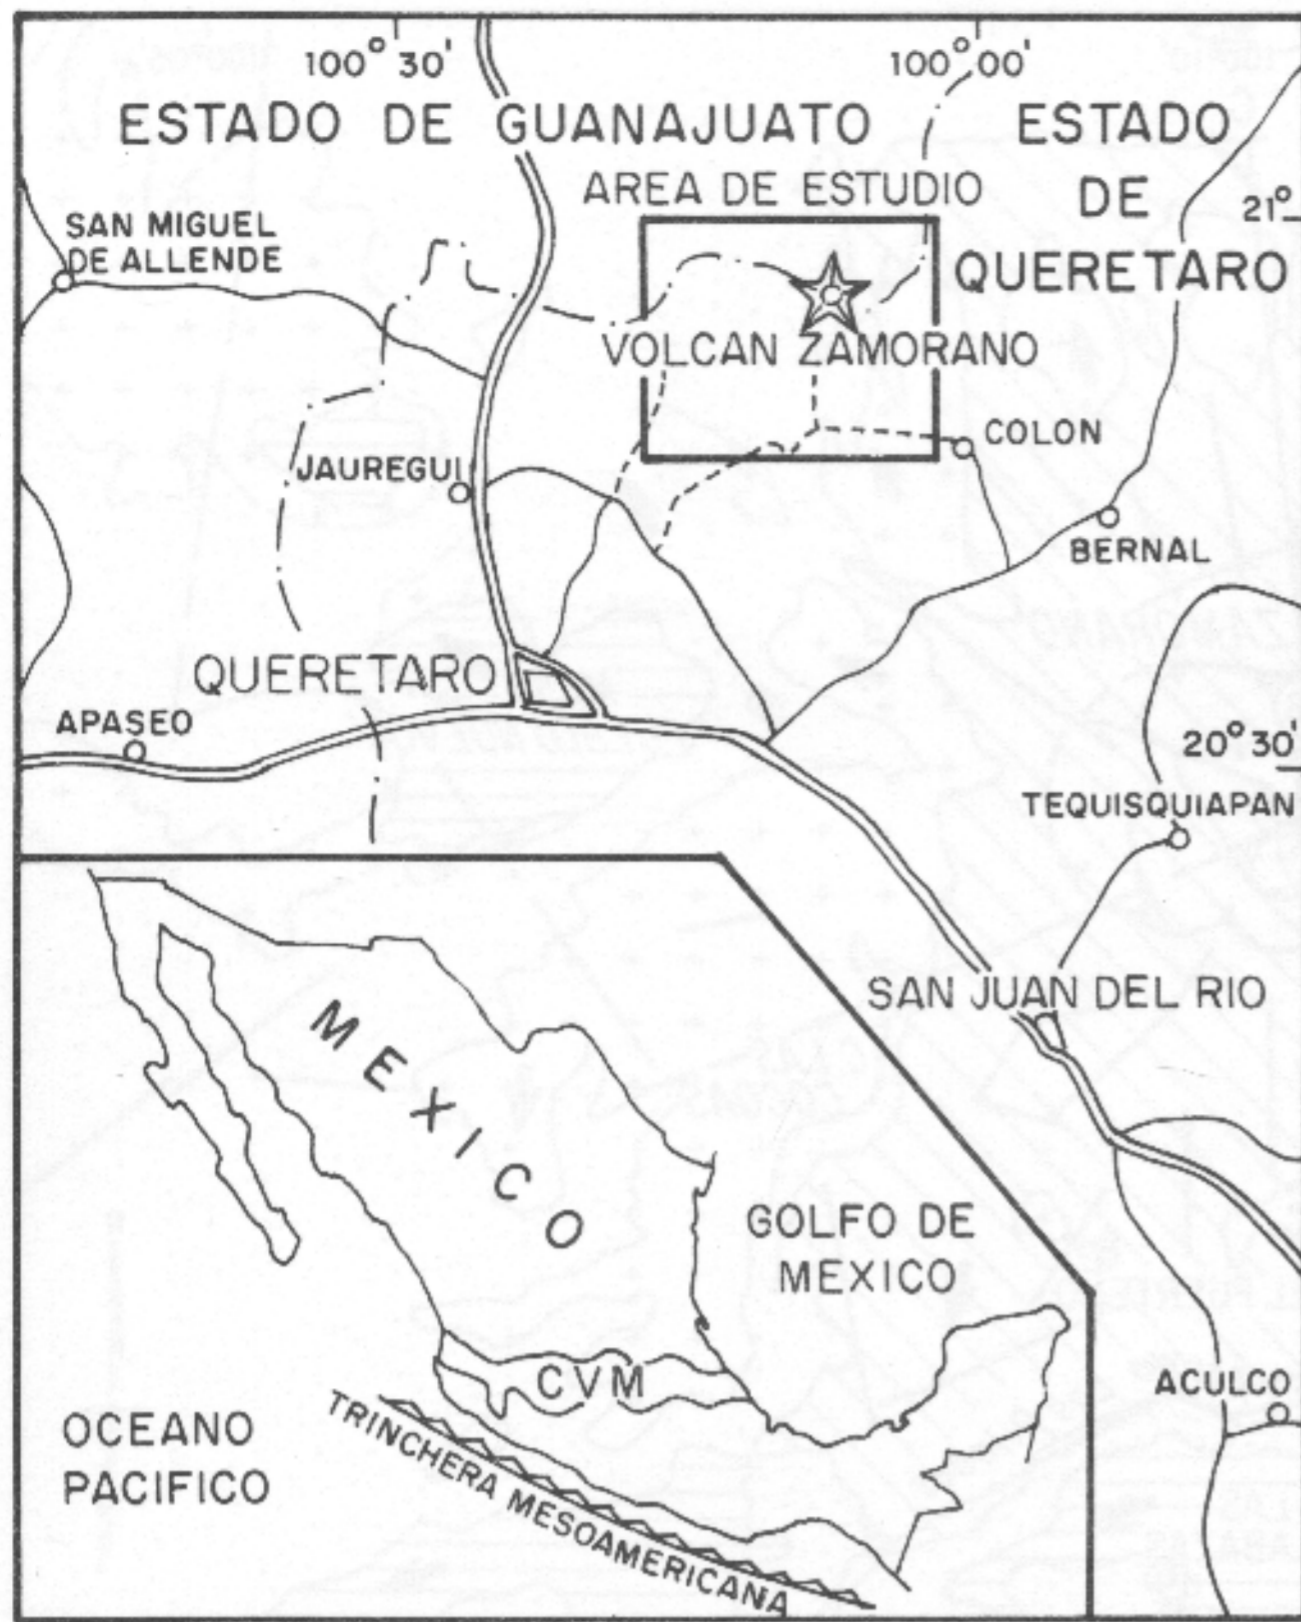 100°30'
100°00'
ESTADO DE GUANAJUATO
ESTADO
DE
QUERETARO
AREA DE ESTUDIO
21°
SAN MIGUEL
DE ALLENDE
VOLCAN ZAMORANO
COLON
JAUREGUI
BERNAL
QUERETARO
APASEO
20°30'
TEQUISQUIAPAN
SAN JUAN DEL RIO
MEXICO
GOLFO DE
MEXICO
CVM
ACULCO
OCEANO
PACIFICO
TRINCHERA MESOAMERICANA